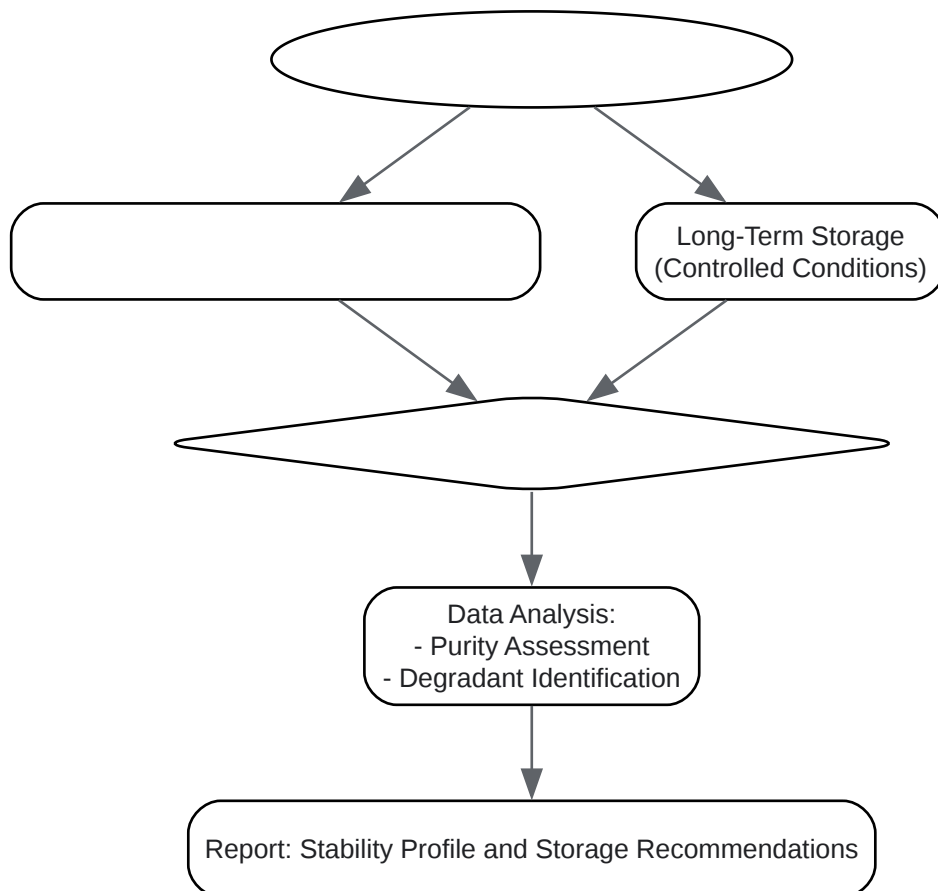 Long-Term Storage
(Controlled Conditions)
Data Analysis:
- Purity Assessment
- Degradant Identification
Report: Stability Profile and Storage Recommendations